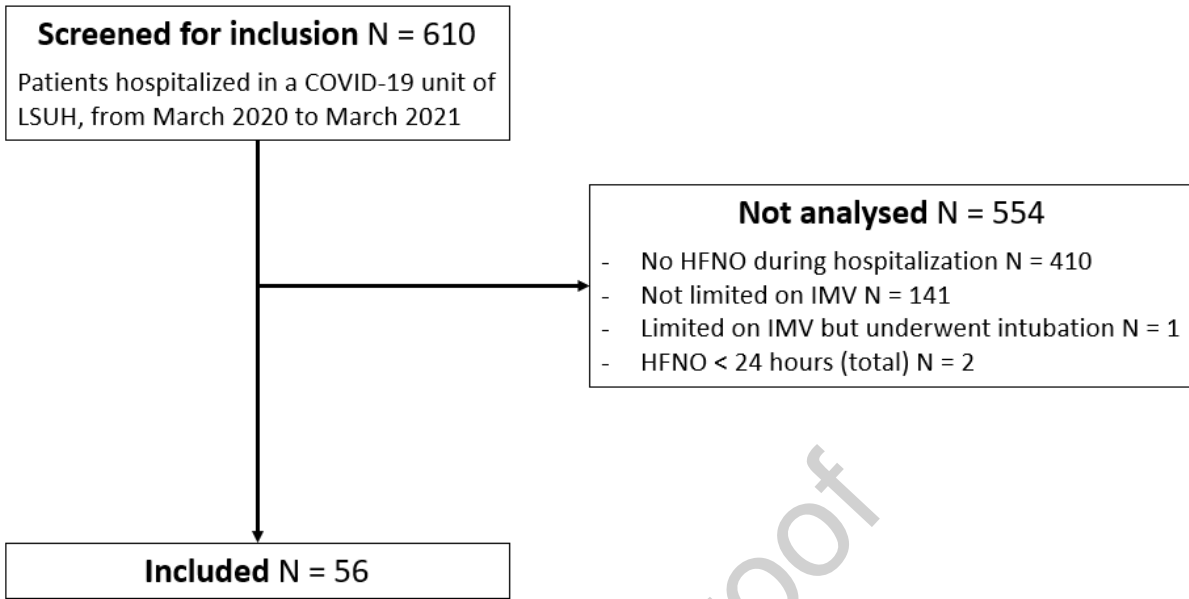 Screened for inclusion N = 610
Patients hospitalized in a COVID-19 unit of
LSUH, from March 2020 to March 2021
Not analysed N = 554
- No HFNO during hospitalization N = 410
- Not limited on IMV N = 141
- Limited on IMV but underwent intubation N = 1
- HFNO < 24 hours (total) N = 2
Included N = 56
oof